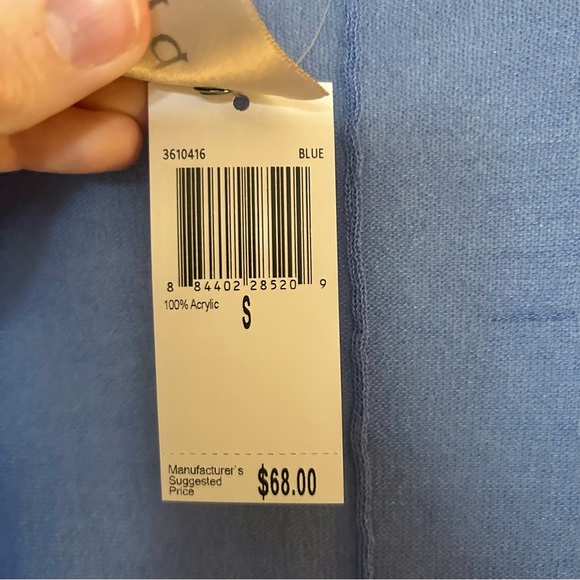 3610416 BLUE
8 84402 28520 9
100% Acrylic S
Manufacturer's
Suggested
Price $68.00